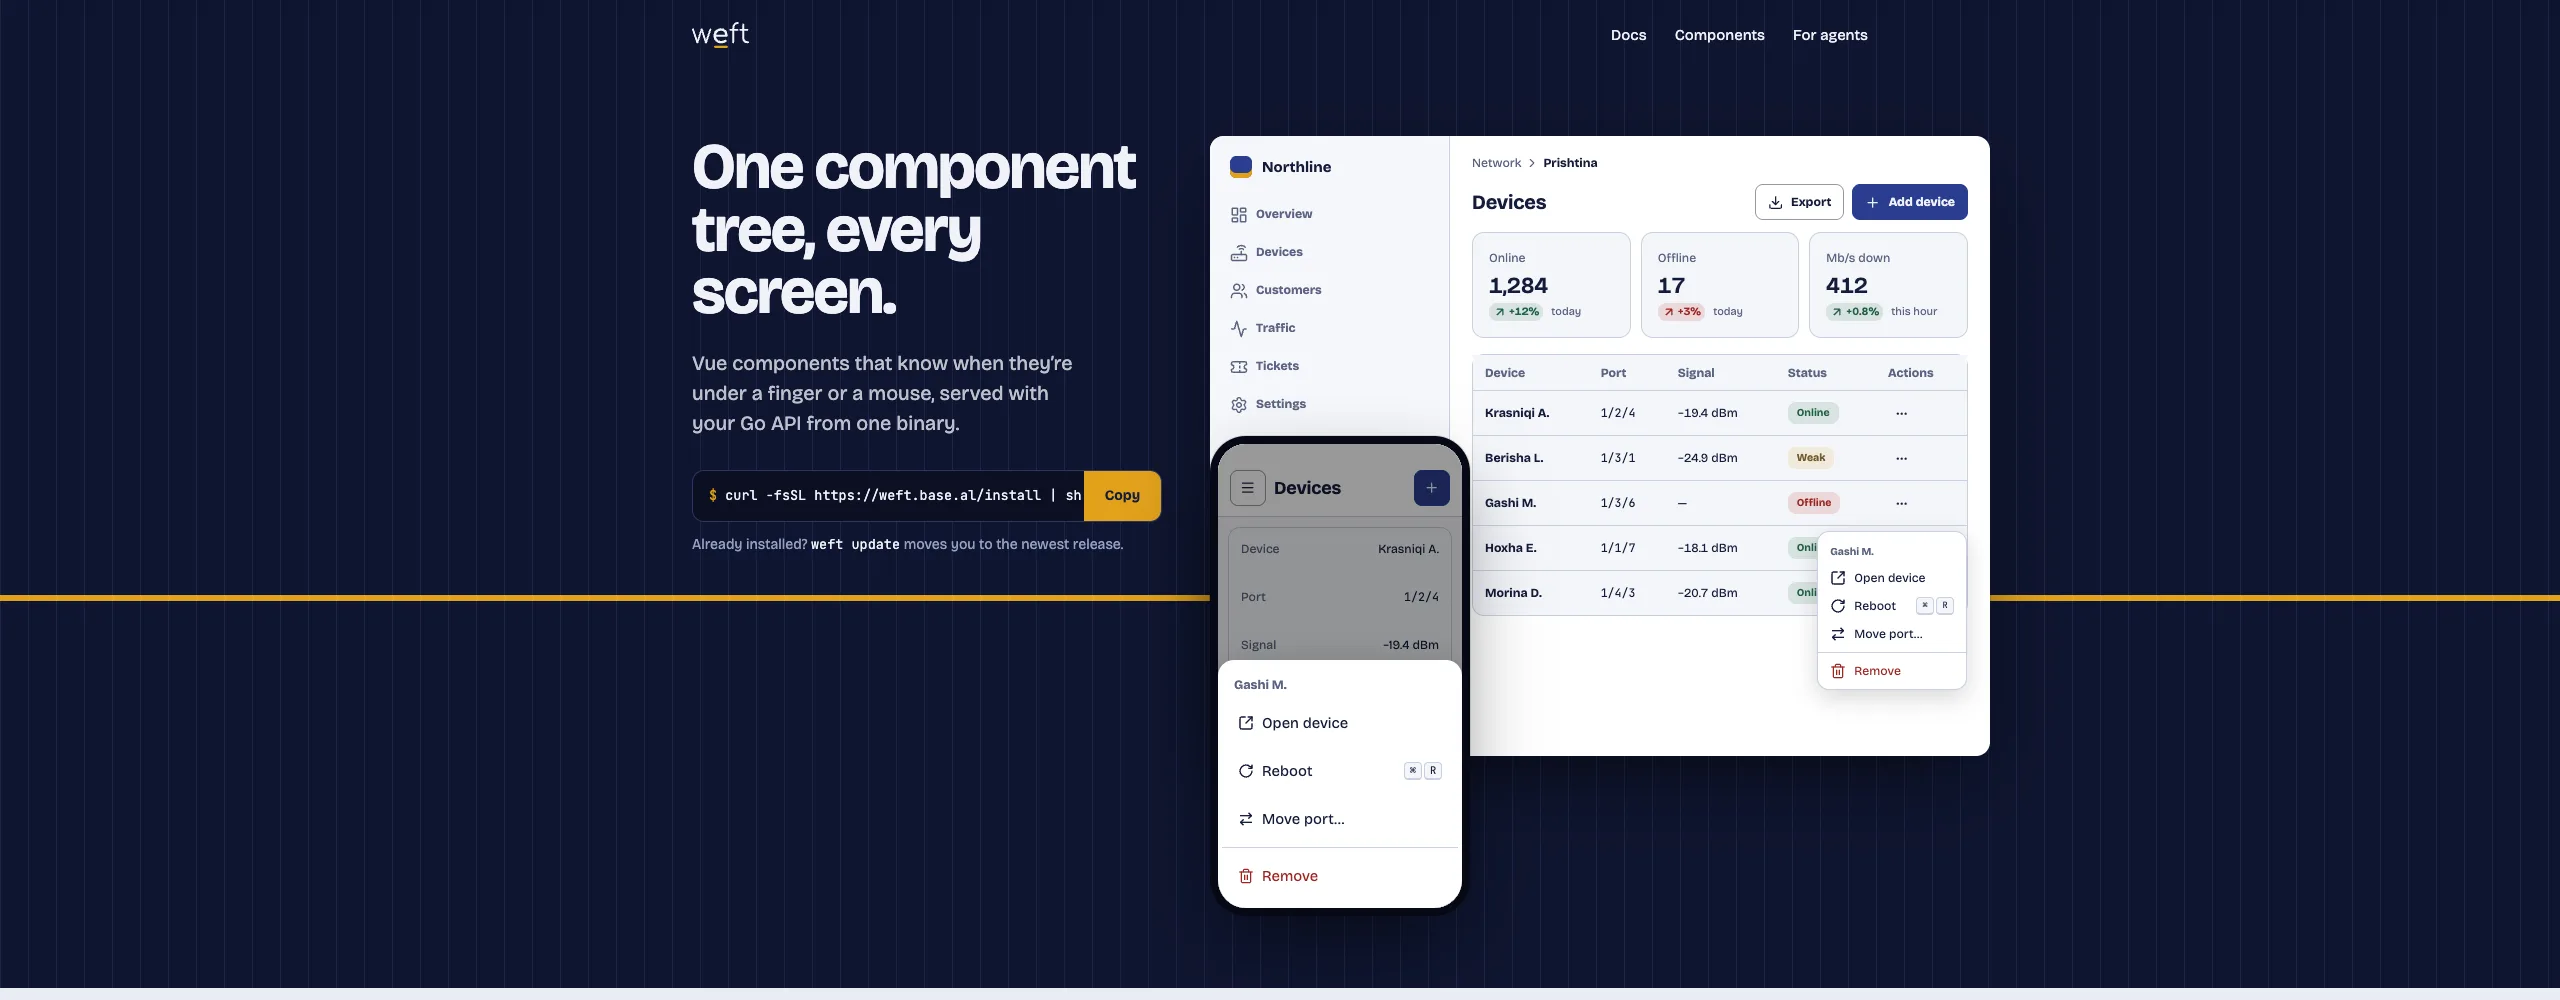 weft
Docs
Components
For agents
One component
tree, every
screen.
Vue components that know when they're
under a finger or a mouse, served with
your Go API from one binary.
$ curl -fsSL https://weft.base.al/install | sh
Copy
Already installed? weft update moves you to the newest release.
Northline
Overview
Devices
Customers
Traffic
Tickets
Settings
Network > Prishtina
Devices
Export
+ Add device
Online
1,284
+12% today
Offline
17
+3% today
Mb/s down
412
+0.8% this hour
Device Port Signal Status Actions
Krasniqi A. 1/2/4 -19.4 dBm Online ...
Berisha L. 1/3/1 -24.9 dBm Weak ...
Gashi M. 1/3/6 — Offline ...
Hoxha E. 1/1/7 -18.1 dBm Onli
Morina D. 1/4/3 -20.7 dBm Onli
Gashi M.
Open device
Reboot ⌘ R
Move port...
Remove
Devices
+
Device Krasniqi A.
Port 1/2/4
Signal -19.4 dBm
Gashi M.
Open device
Reboot ⌘ R
Move port...
Remove